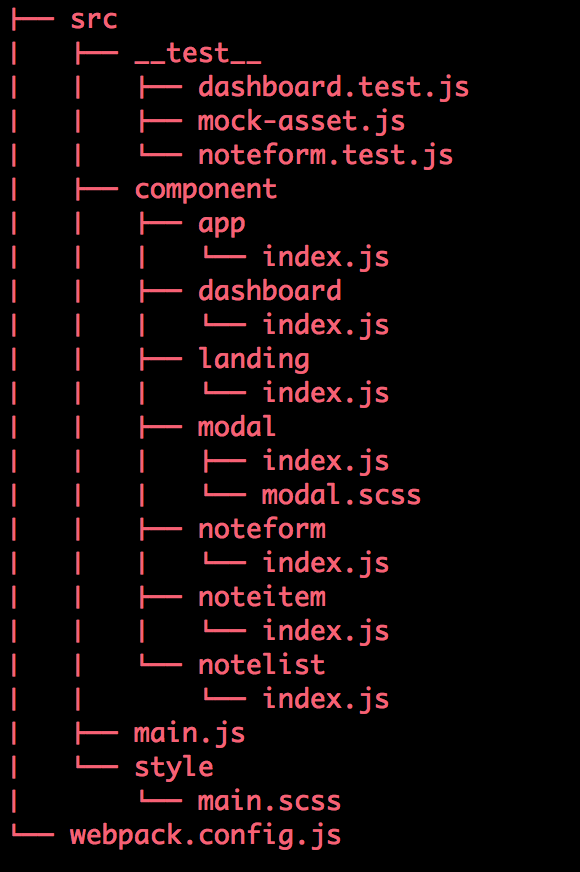 ├── src
│   ├── __test__
│   │   ├── dashboard.test.js
│   │   ├── mock-asset.js
│   │   └── noteform.test.js
│   ├── component
│   │   ├── app
│   │   │   └── index.js
│   │   ├── dashboard
│   │   │   └── index.js
│   │   ├── landing
│   │   │   └── index.js
│   │   ├── modal
│   │   │   ├── index.js
│   │   │   └── modal.scss
│   │   ├── noteform
│   │   │   └── index.js
│   │   ├── noteitem
│   │   │   └── index.js
│   │   └── notelist
│   │       └── index.js
│   ├── main.js
│   └── style
│       └── main.scss
└── webpack.config.js